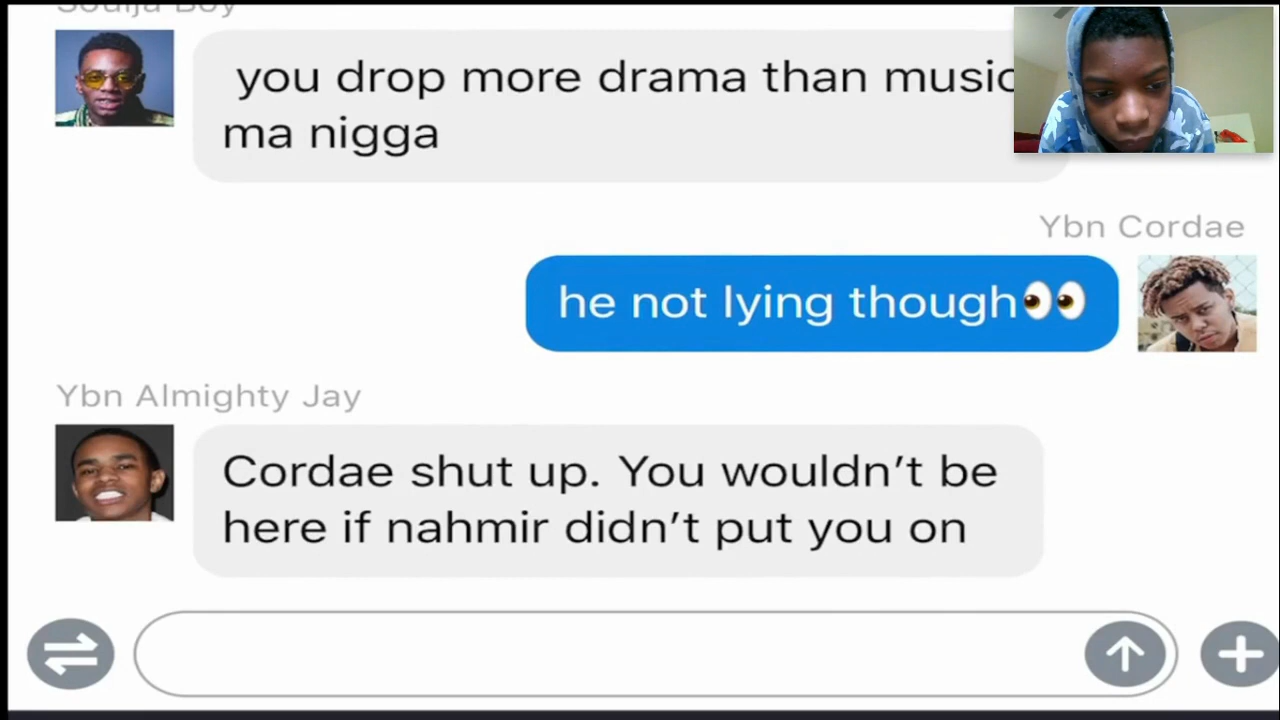 Soulja Boy
you drop more drama than music
ma nigga
Ybn Cordae
he not lying though👀
Ybn Almighty Jay
Cordae shut up. You wouldn’t be
here if nahmir didn’t put you on